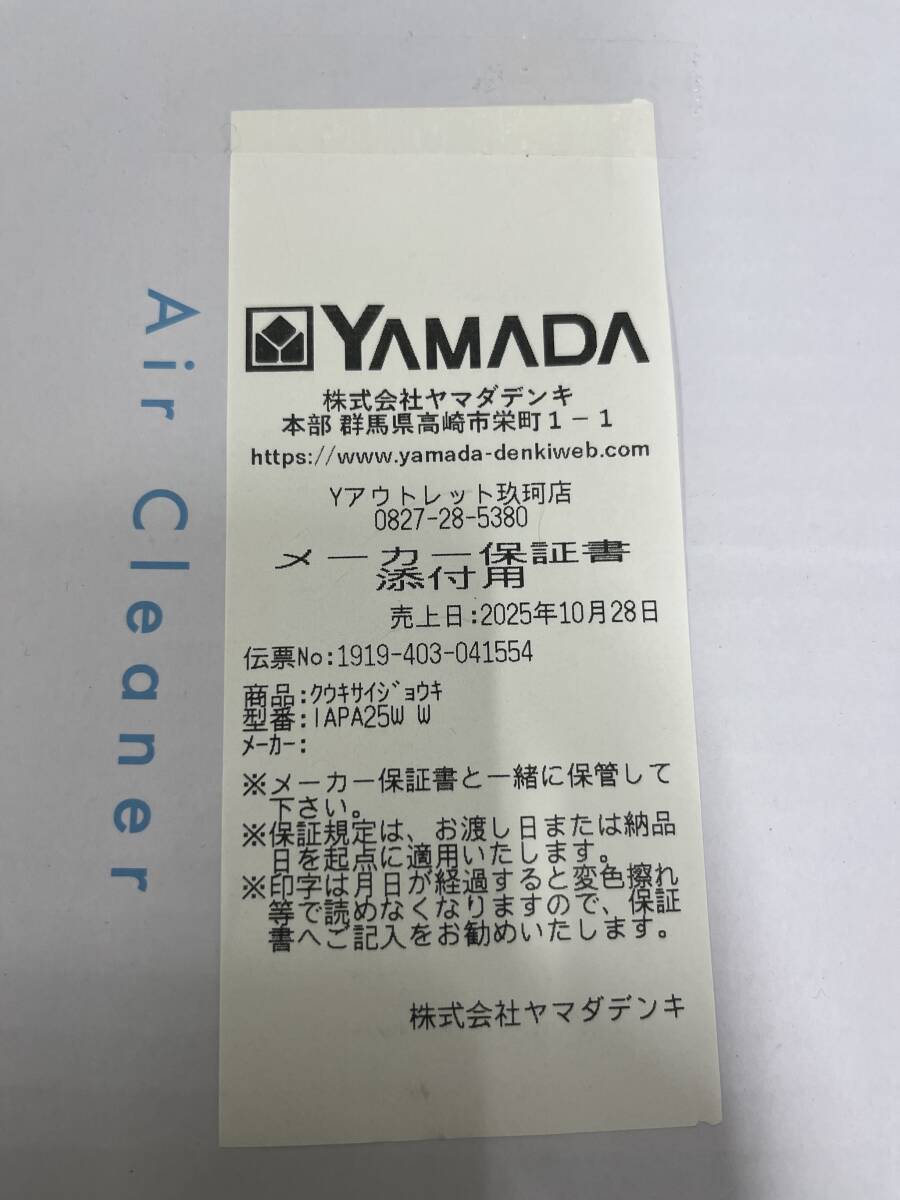 Air Cleaner
YAMADA
株式会社ヤマダデンキ
本部 群馬県高崎市栄町1-1
https://www.yamada-denkiweb.com
Yアウトレット玖珂店
0827-28-5380
メーカー保証書
添付用
売上日:2025年10月28日
伝票No:1919-403-041554
商品:クウキサイジョウキ
型番:IAPA25W W
メーカー:
※メーカー保証書と一緒に保管して
下さい。
※保証規定は、お渡し日または納品
日を起点に適用いたします。
※印字は月日が経過すると変色擦れ
等で読めなくなりますので、保証
書へご記入をお勧めいたします。
株式会社ヤマダデンキ